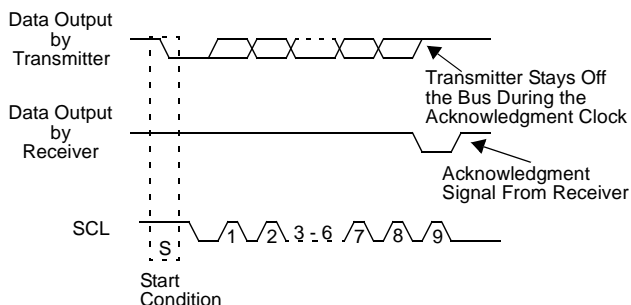 Data Output
by
Transmitter
Transmitter Stays Off
the Bus During the
Acknowledgment Clock
Data Output
by
Receiver
Acknowledgment
Signal From Receiver
SCL
S
1
2
3 - 6
7
8
9
Start
Condition